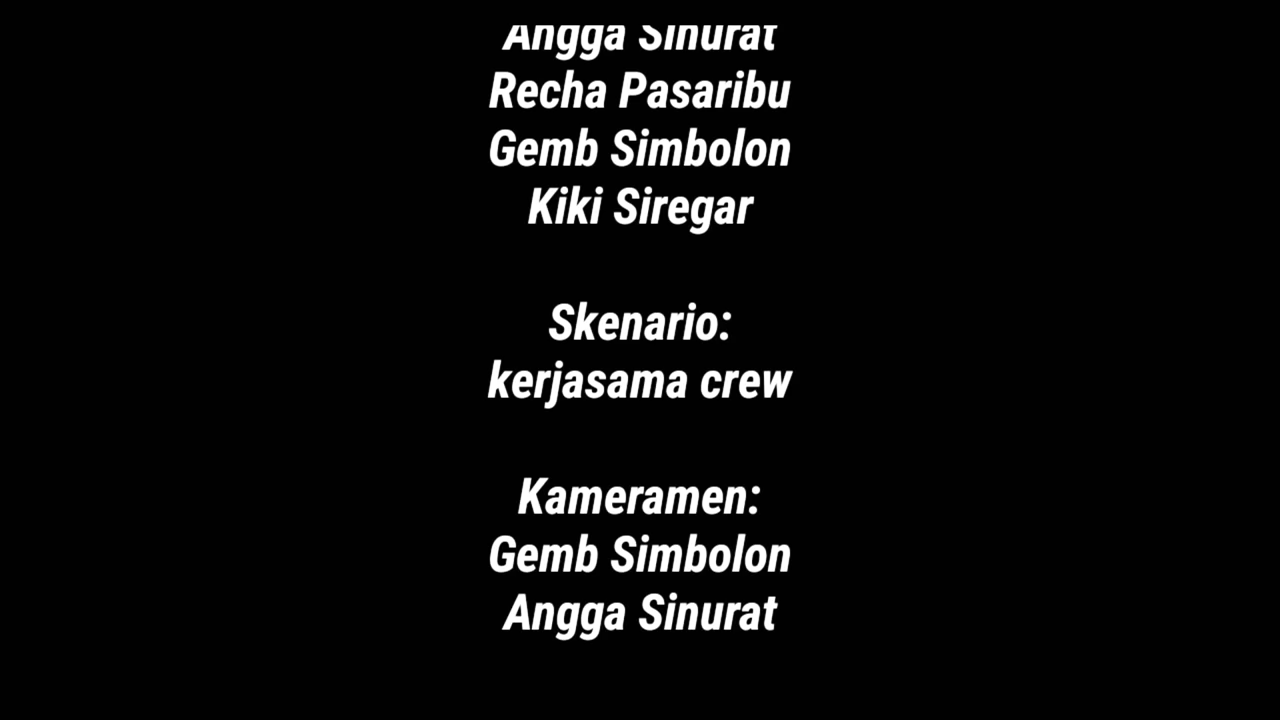 Angga Sinurat
Recha Pasaribu
Gemb Simbolon
Kiki Siregar
Skenario:
kerjasama crew
Kameramen:
Gemb Simbolon
Angga Sinurat